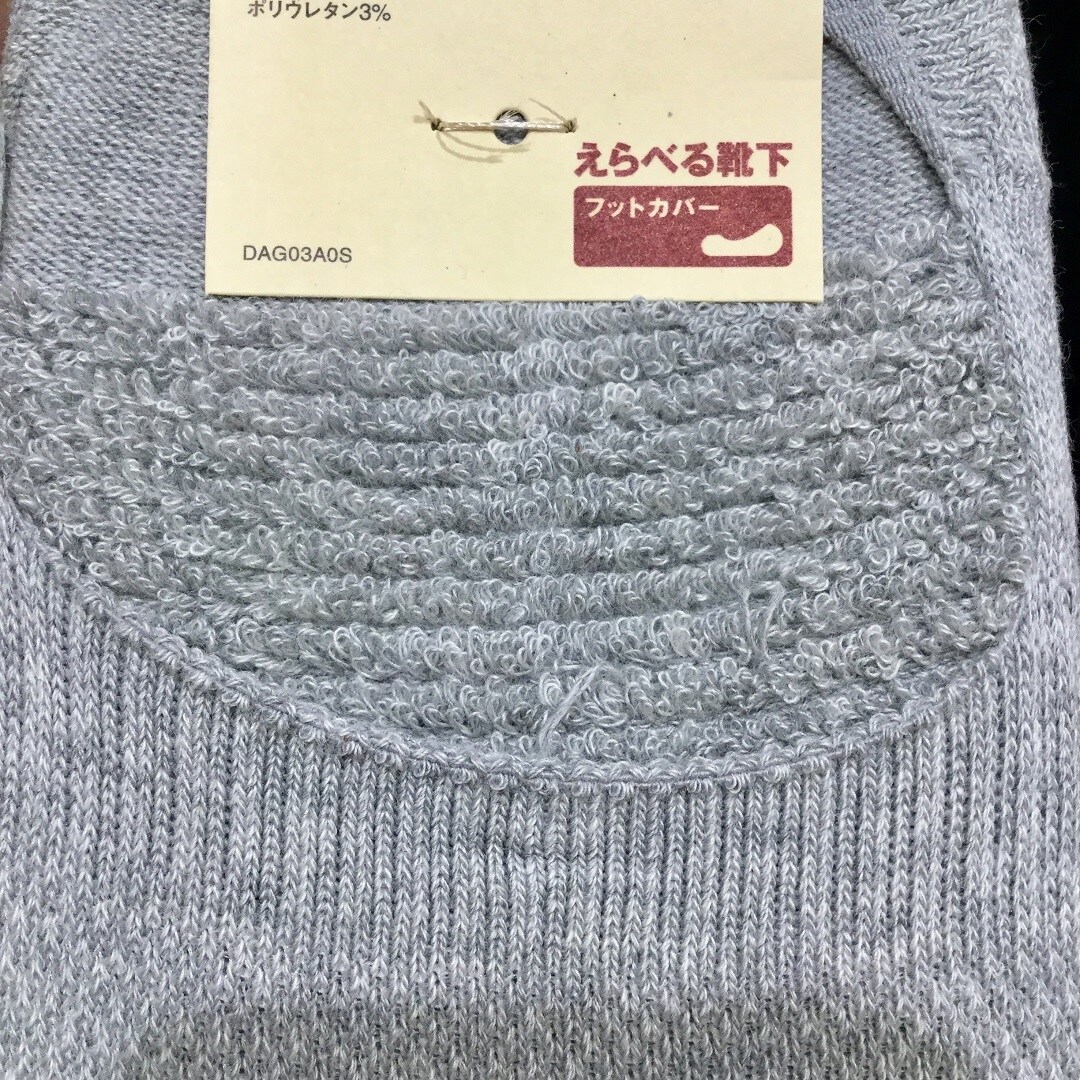 ポリウレタン3%
えらべる靴下
フットカバー
DAG03A0S